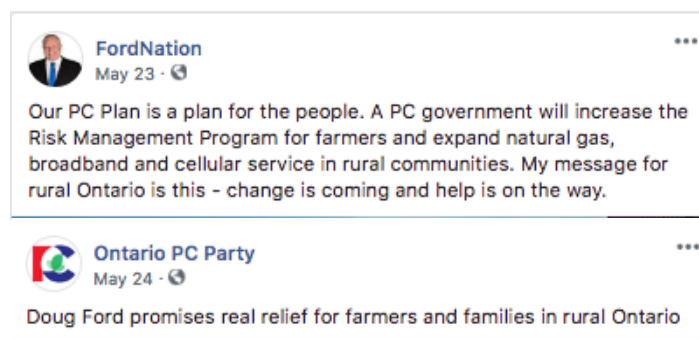 FordNation
May 23 ·
Our PC Plan is a plan for the people. A PC government will increase the
Risk Management Program for farmers and expand natural gas,
broadband and cellular service in rural communities. My message for
rural Ontario is this - change is coming and help is on the way.
Ontario PC Party
May 24 ·
Doug Ford promises real relief for farmers and families in rural Ontario